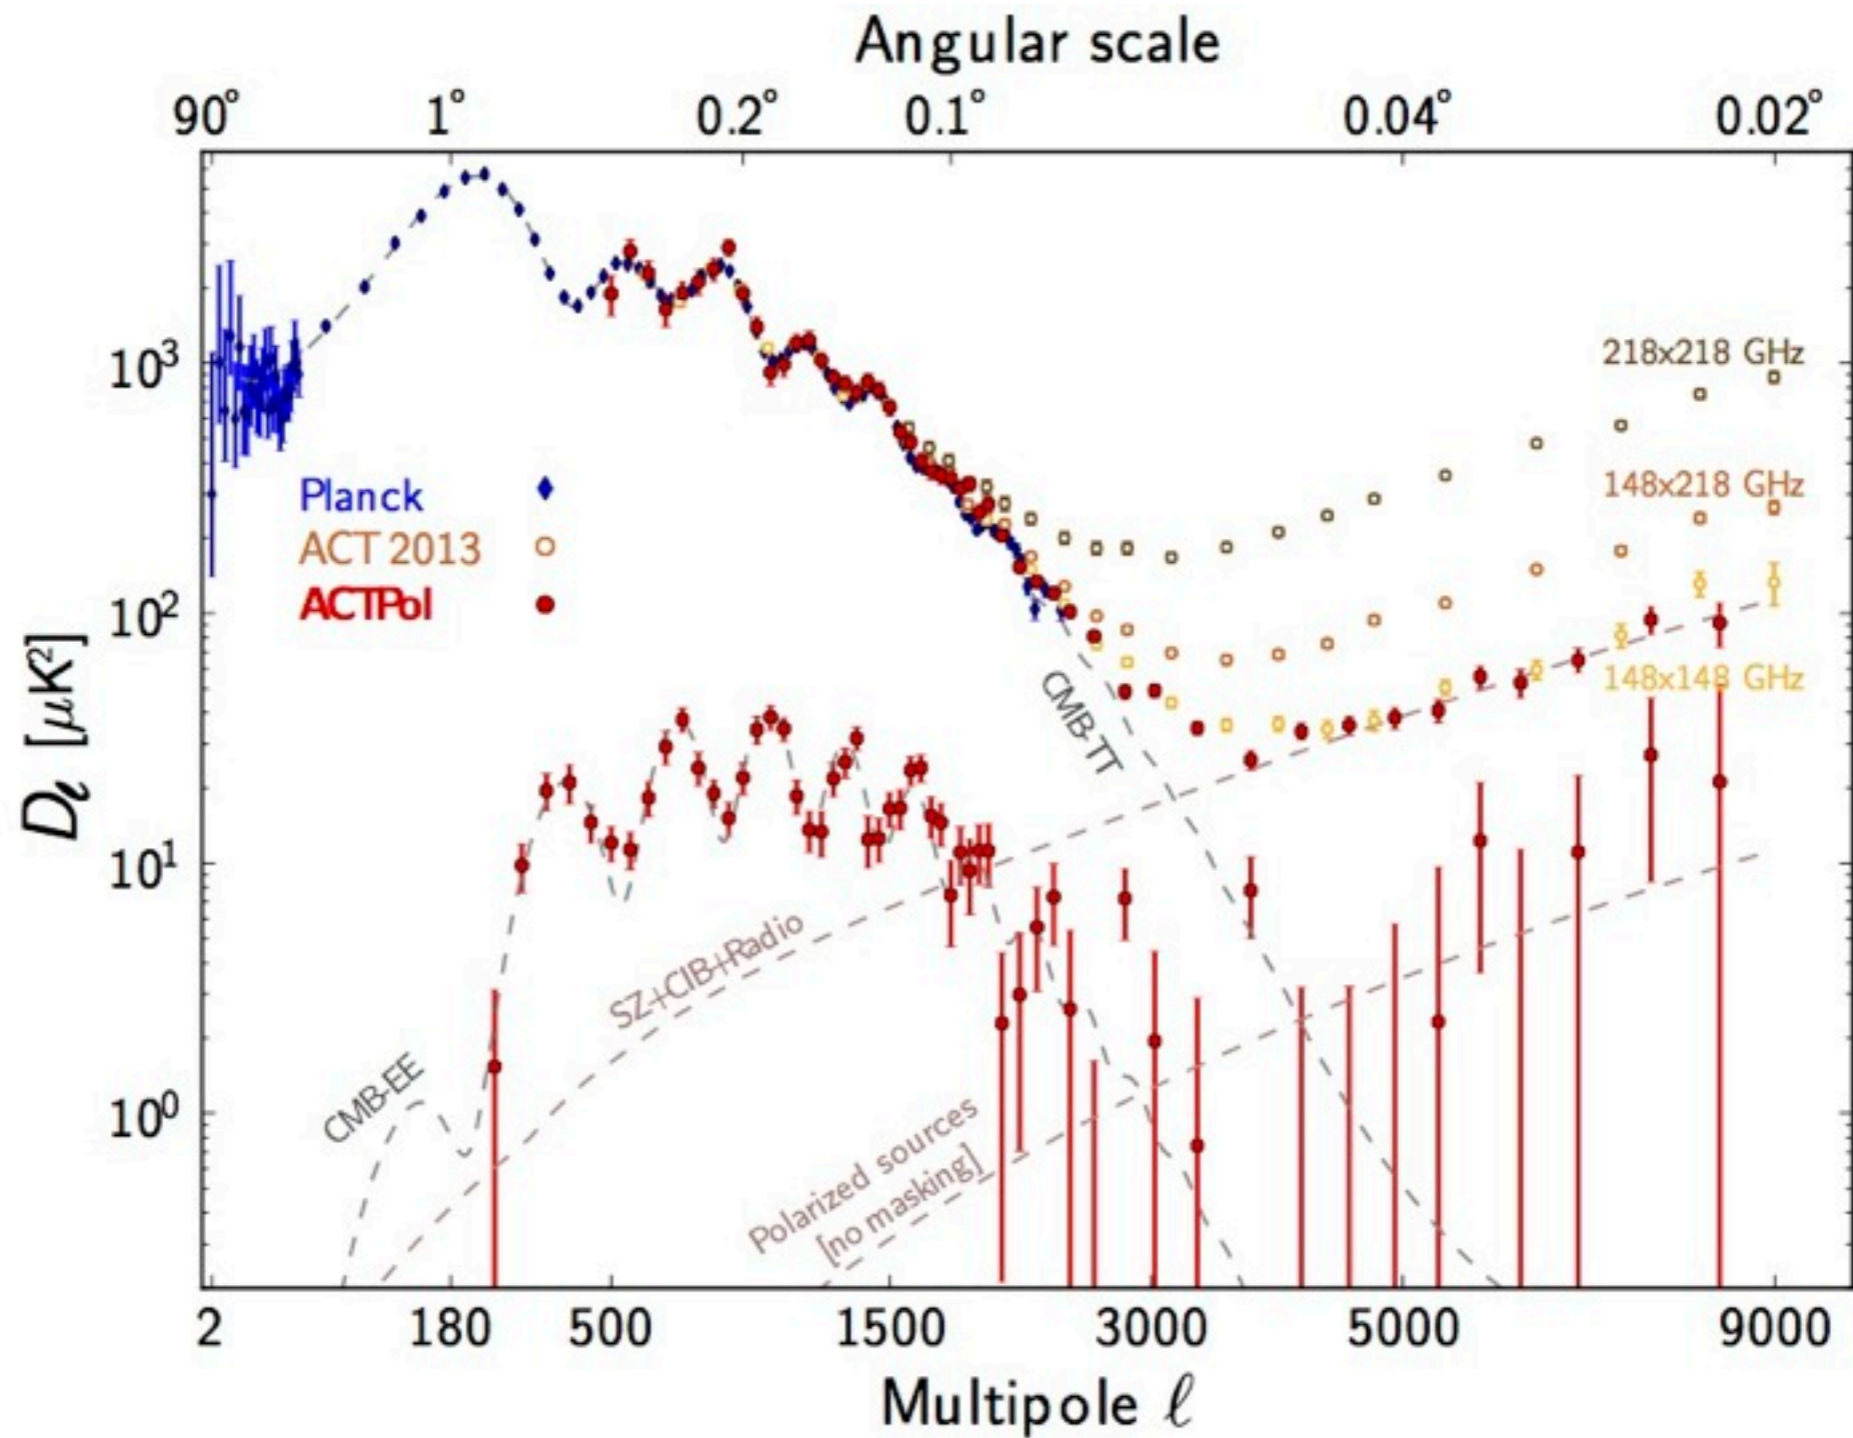 Angular scale
90° 1° 0.2° 0.1° 0.04° 0.02°
10³
10²
10¹
10⁰
D_ℓ [μK²]
Planck
ACT 2013
ACTPol
218x218 GHz
148x218 GHz
148x148 GHz
CMB-TT
SZ+CIB+Radio
CMB-EE
Polarized sources
[no masking]
2 180 500 1500 3000 5000 9000
Multipole ℓ